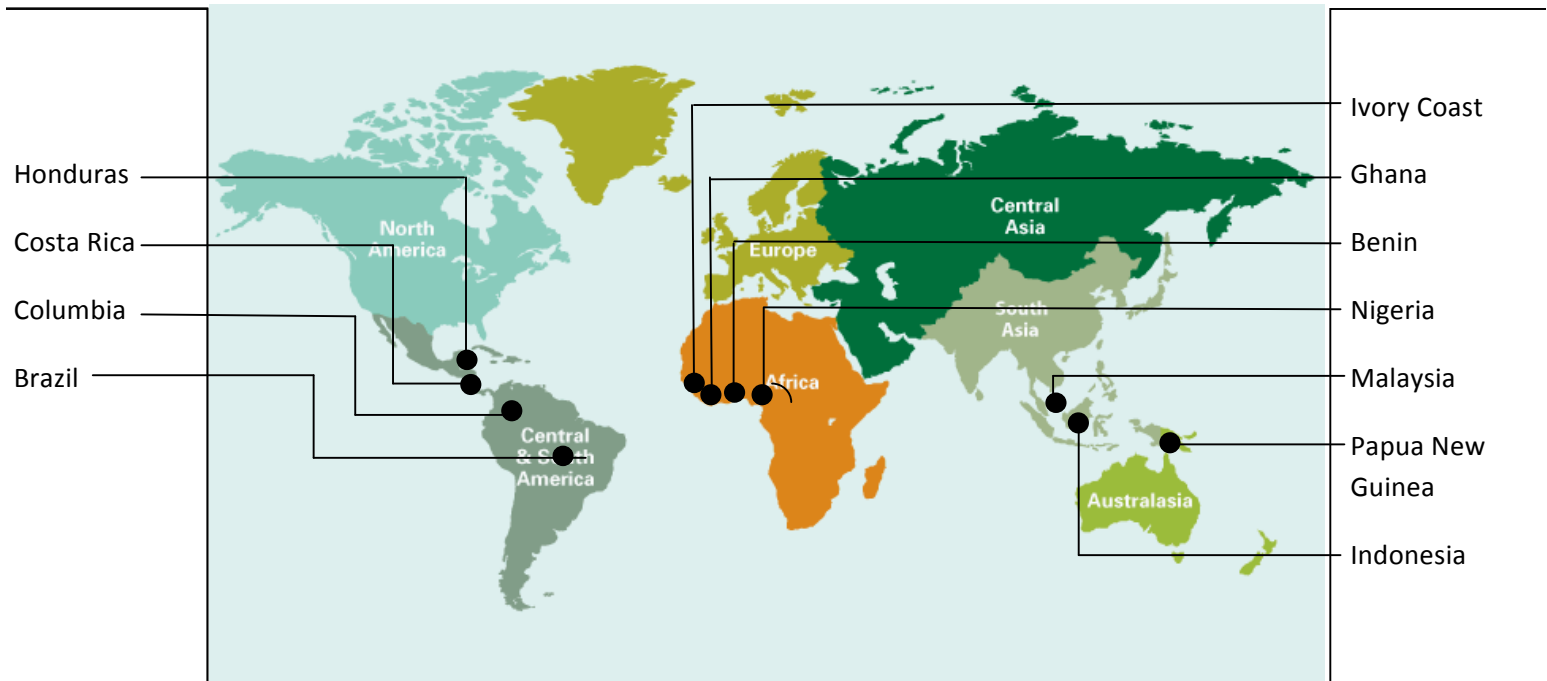 Honduras
Costa Rica
Columbia
Brazil
North
America
Central
& South
America
Europe
Africa
Central
Asia
South
Asia
Australasia
Ivory Coast
Ghana
Benin
Nigeria
Malaysia
Papua New
Guinea
Indonesia